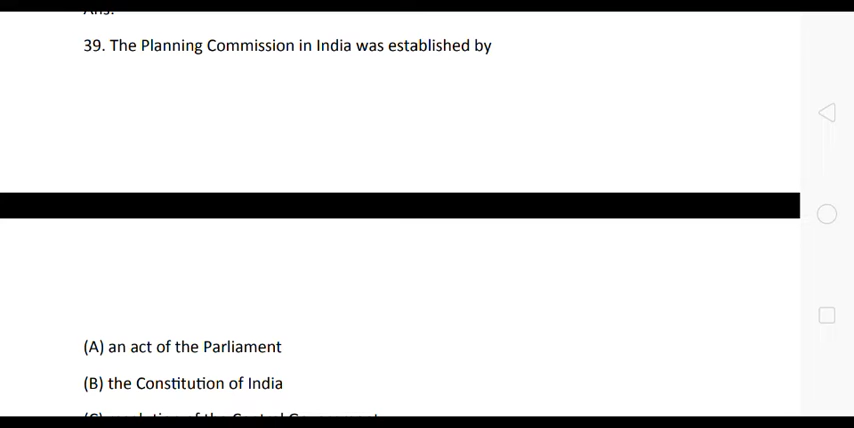 39. The Planning Commission in India was established by
(A) an act of the Parliament
(B) the Constitution of India